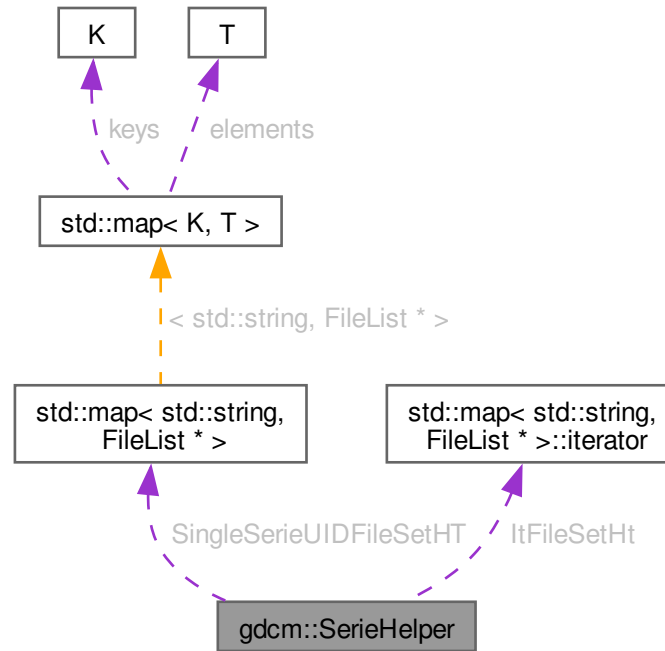 K
T
keys
elements
std::map< K, T >
< std::string, FileList * >
std::map< std::string,
FileList * >
std::map< std::string,
FileList * >::iterator
SingleSerieUIDFileSetHT
ItFileSetHt
gdcm::SerieHelper